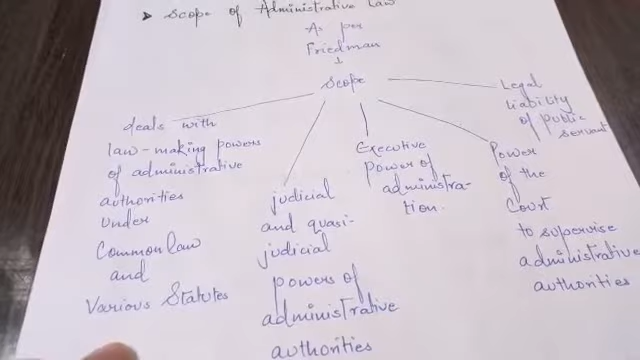 ➤ Scope of Administrative Law
As per
Friedman
↓
Scope
deals with
law-making powers
of administrative
authorities
under
Common law
and
Various Statutes
judicial
and quasi-
judicial
powers of
administrative
authorities
Executive
Power of
administra-
tion.
Power
of the
Court
to supervise
administrative
authorities
Legal
liability
of public
servant